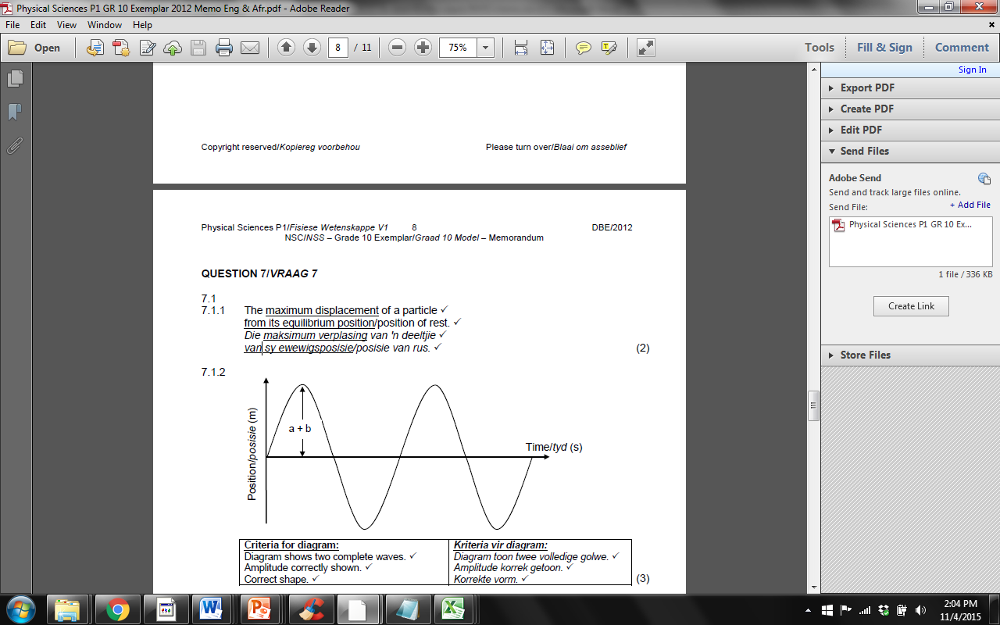 Physical Sciences P1 GR 10 Exemplar 2012 Memo Eng & Afr.pdf - Adobe Reader
File Edit View Window Help
Open 8 / 11 75% Tools Fill & Sign Comment
Sign In
Export PDF
Create PDF
Edit PDF
Send Files
Adobe Send
Send and track large files online.
Send File: + Add File
Physical Sciences P1 GR 10 Ex...
1 file / 336 KB
Create Link
Store Files
Copyright reserved/Kopiereg voorbehou Please turn over/Blaai om asseblief
Physical Sciences P1/Fisiese Wetenskappe V1 8 DBE/2012
NSC/NSS – Grade 10 Exemplar/Graad 10 Model – Memorandum
QUESTION 7/VRAAG 7
7.1
7.1.1 The maximum displacement of a particle ✓
from its equilibrium position/position of rest. ✓
Die maksimum verplasing van 'n deeltjie ✓
van sy ewewigsposisie/posisie van rus. ✓ (2)
7.1.2
Position/posisie (m)
a + b
Time/tyd (s)
Criteria for diagram:
Diagram shows two complete waves. ✓
Amplitude correctly shown. ✓
Correct shape. ✓
Kriteria vir diagram:
Diagram toon twee volledige golwe. ✓
Amplitude korrek getoon. ✓
Korrekte vorm. ✓
(3)
2:04 PM
11/4/2015